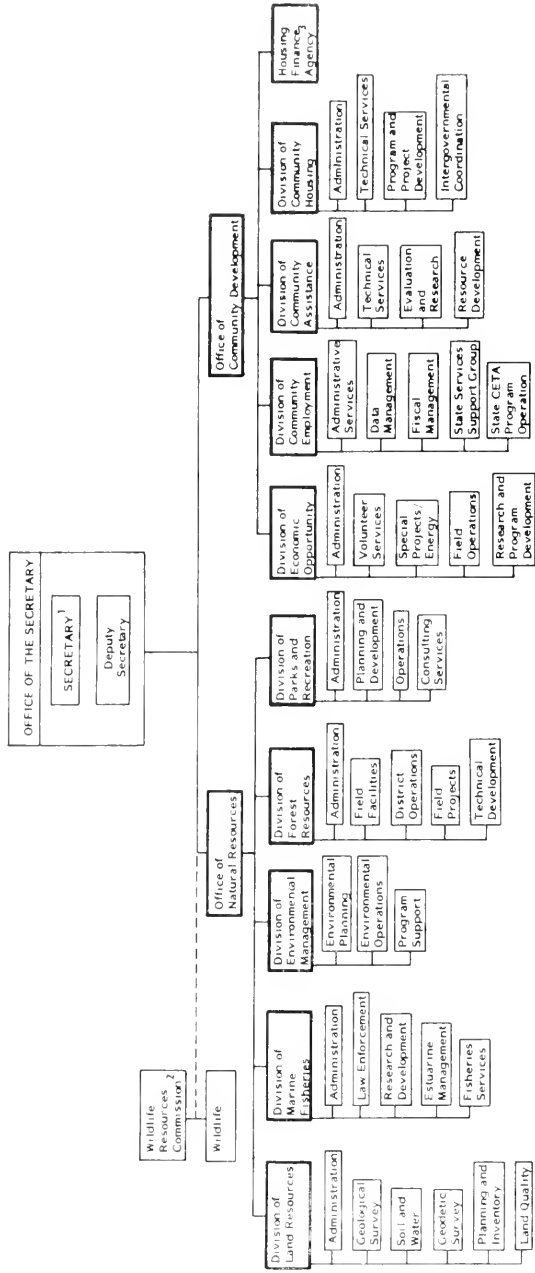 OFFICE OF THE SECRETARY
SECRETARY1
Deputy
Secretary
Wildlife
Resources
Commission2
Wildlife
Office of
Natural Resources
Office of
Community Development
Division of
Land Resources
Administration
Geological
Survey
Soil and
Water
Geodetic
Survey
Planning and
Inventory
Land Quality
Division of
Marine
Fisheries
Administration
Law Enforcement
Research and
Development
Estuarine
Management
Fisheries
Services
Division of
Environmental
Management
Environmental
Planning
Environmental
Operations
Program
Support
Division of
Forest
Resources
Administration
Field
Facilities
District
Operations
Field
Projects
Technical
Development
Division of
Parks and
Recreation
Administration
Planning and
Development
Operations
Consulting
Services
Division of
Economic
Opportunity
Administration
Volunteer
Services
Special
Projects/
Energy
Field
Operations
Research and
Program
Development
Division of
Community
Employment
Administrative
Services
Data
Management
Fiscal
Management
State Services
Support Group
State CETA
Program
Operation
Division of
Community
Assistance
Administration
Technical
Services
Evaluation
and
Research
Resource
Development
Division of
Community
Housing
Administration
Technical Services
Program and
Project
Development
Intergovernmental
Coordination
Housing
Finance3
Agency